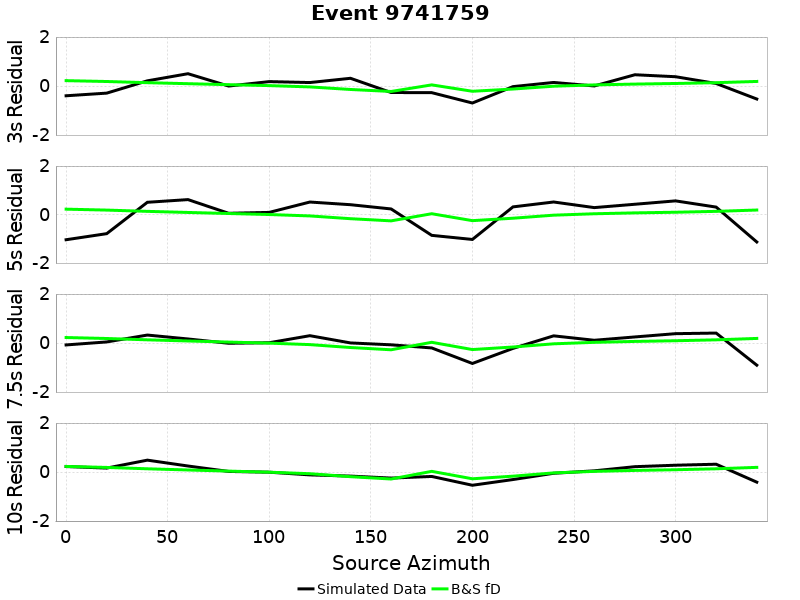 Event 9741759
3s Residual
2
0
-2
5s Residual
2
0
-2
7.5s Residual
2
0
-2
10s Residual
2
0
-2
0 50 100 150 200 250 300
Source Azimuth
Simulated Data B&S fD